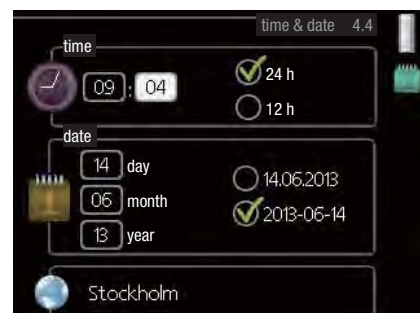 time & date 4.4
time
09 : 04
24 h
12 h
date
14 day
06 month
13 year
14.06.2013
2013-06-14
Stockholm